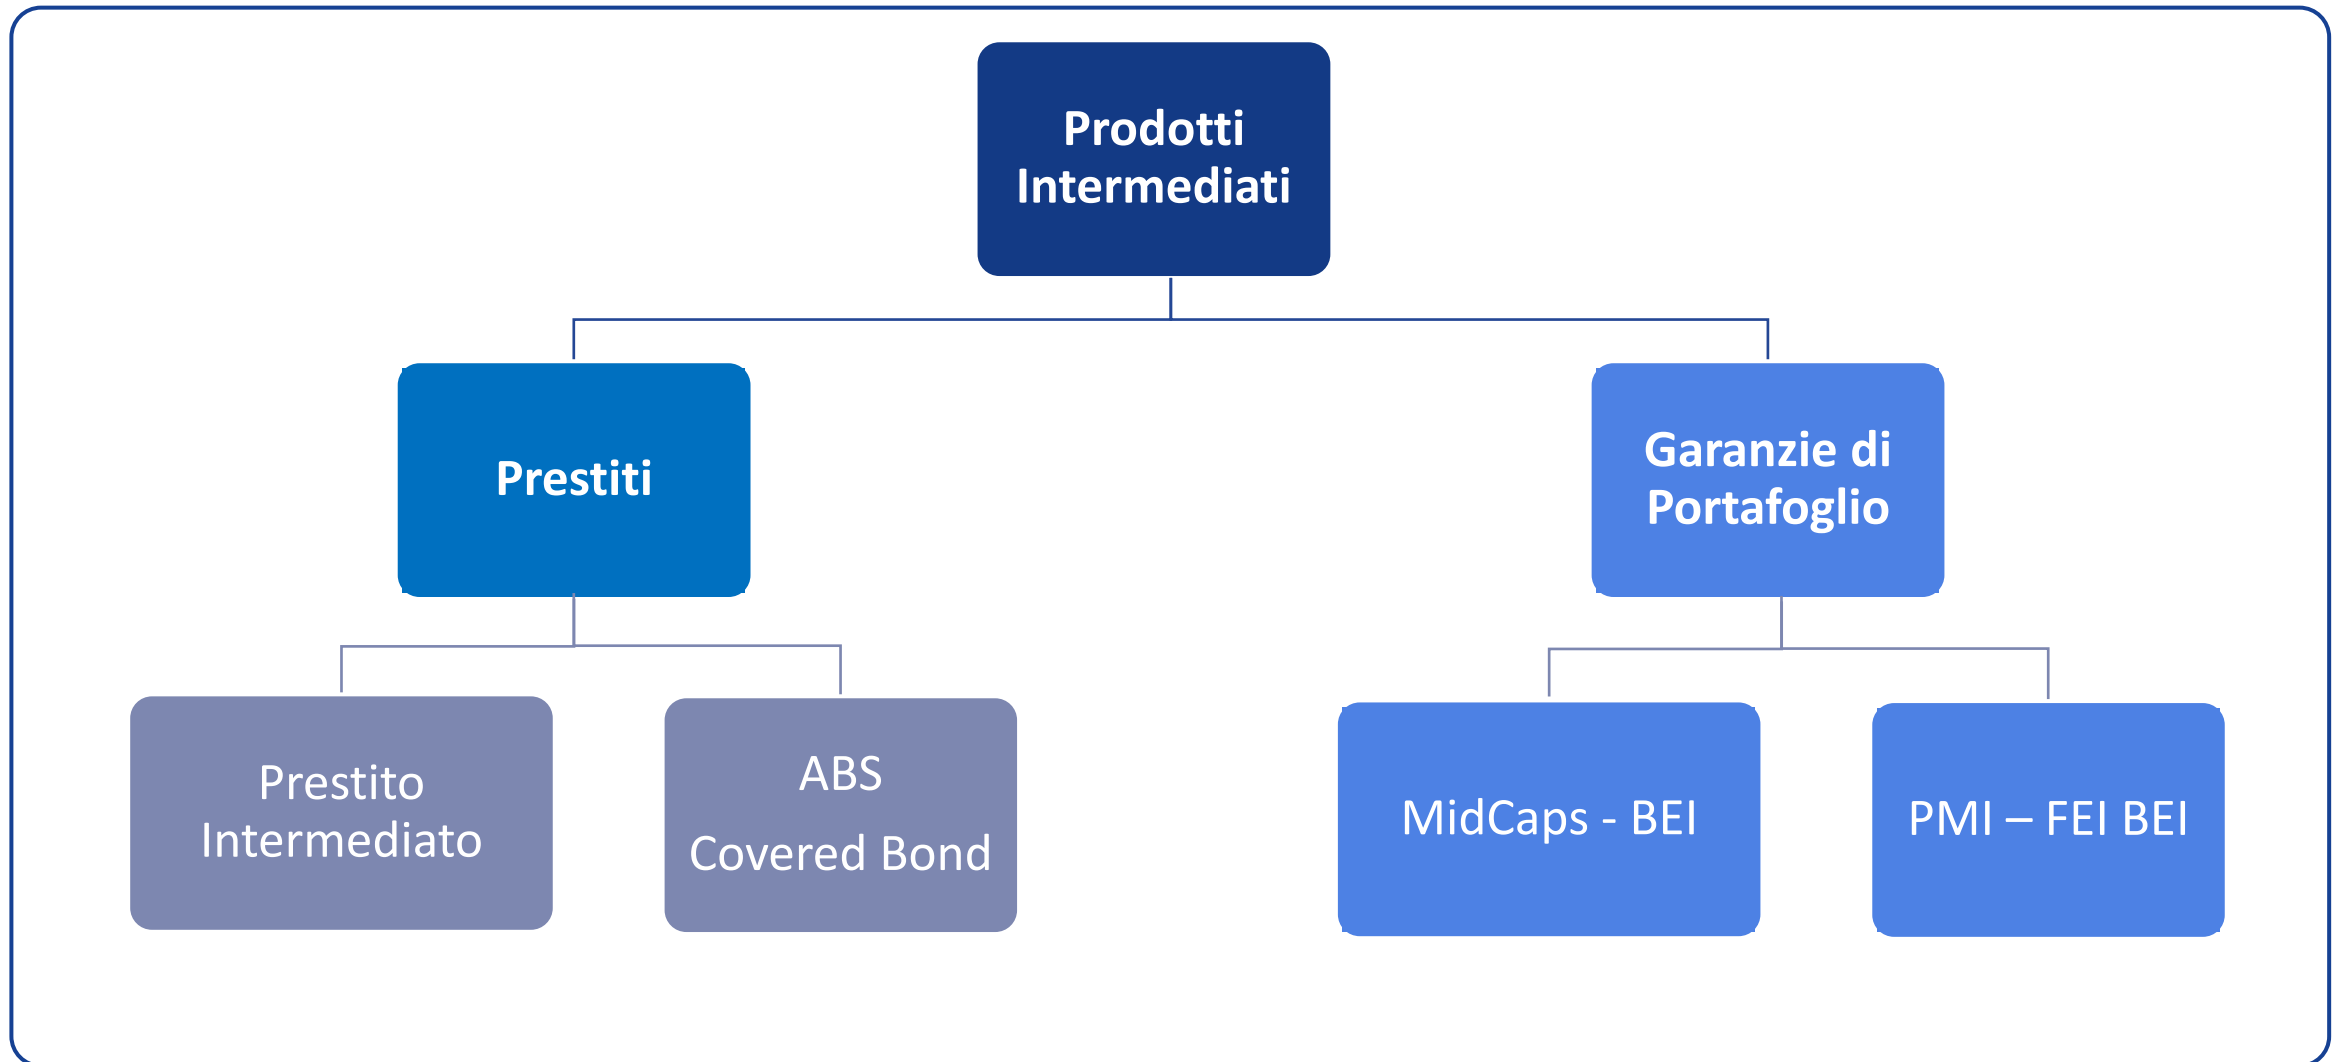 Prodotti
Intermediati
Prestiti
Garanzie di
Portafoglio
Prestito
Intermediato
ABS
Covered Bond
MidCaps - BEI
PMI – FEI BEI